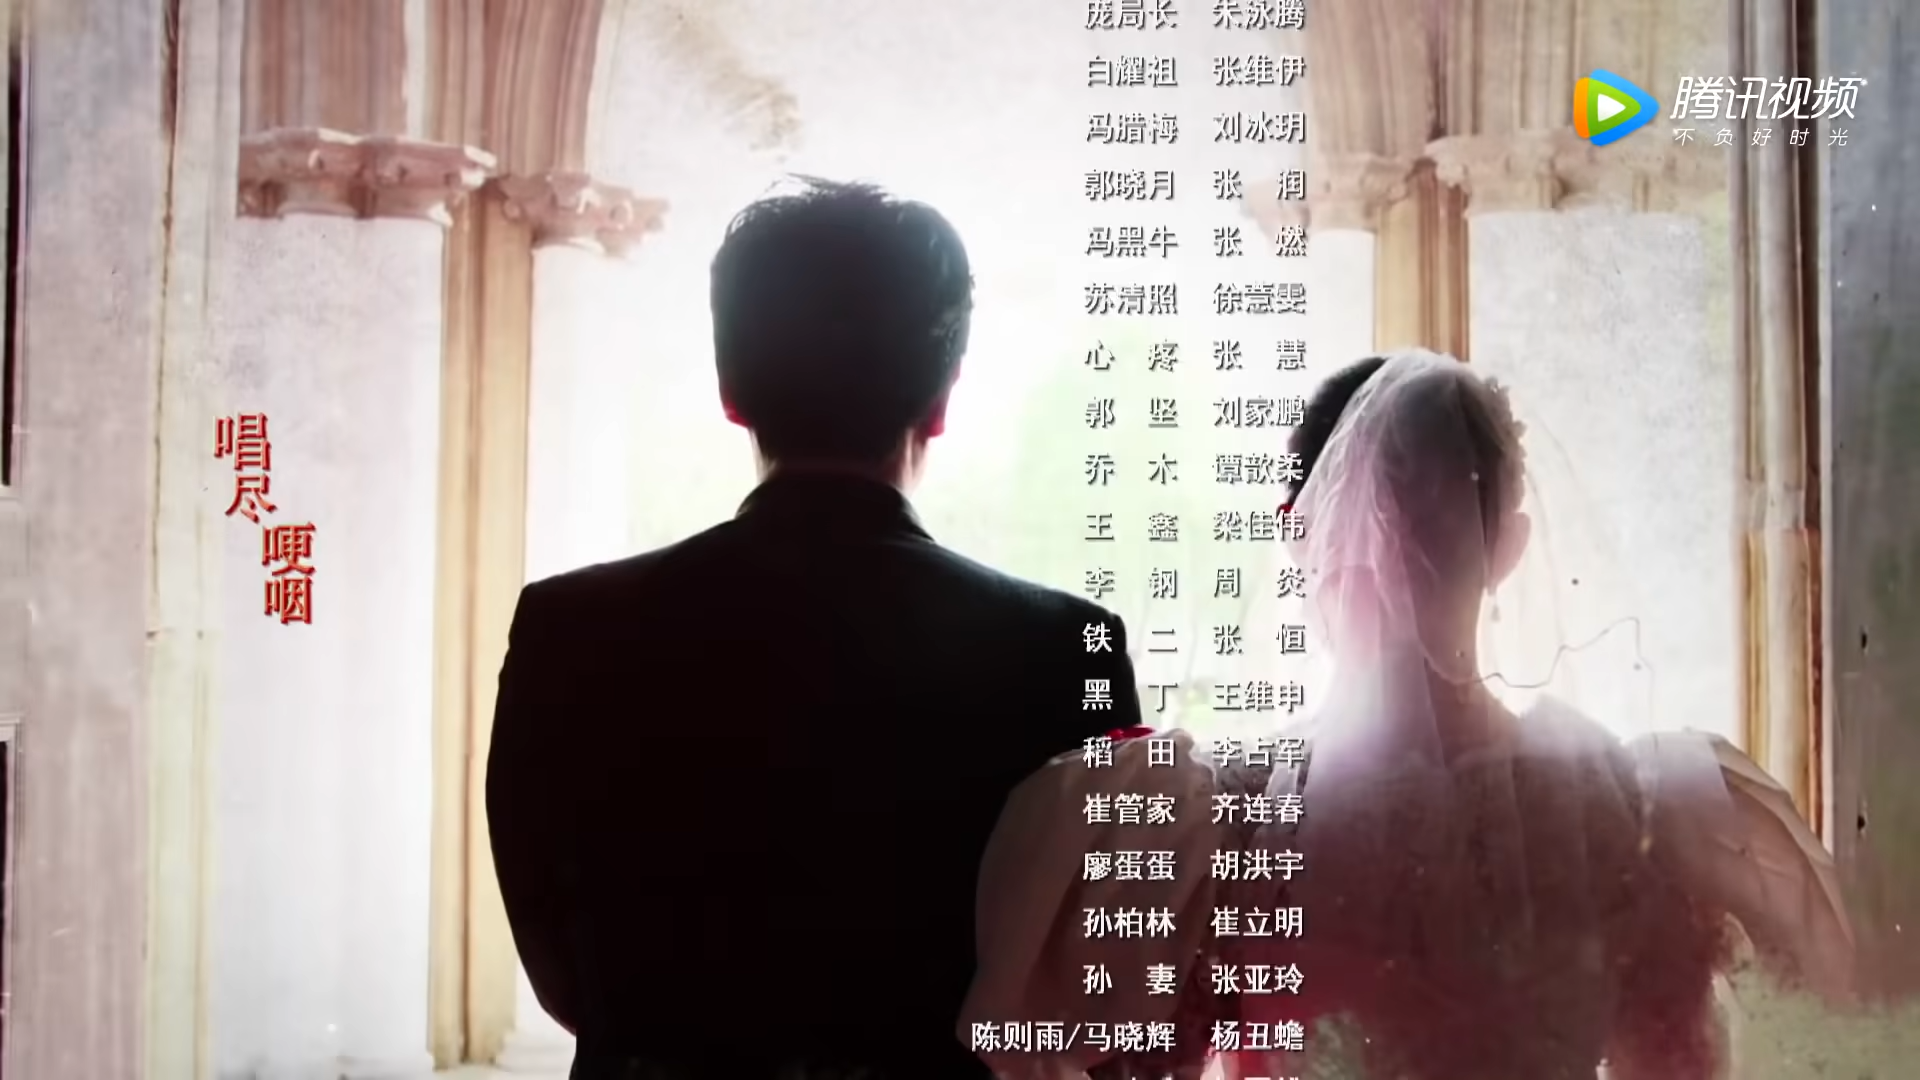 庞局长 朱泳腾
白耀祖 张维伊
冯腊梅 刘冰玥
郭晓月 张 润
冯黑牛 张 燃
苏清照 徐薏雯
心 疼 张 慧
郭 坚 刘家鹏
乔 木 谭歆柔
王 鑫 梁佳伟
李 钢 周 炎
铁 二 张 恒
黑 丁 王维申
稻 田 李占军
崔管家 齐连春
廖蛋蛋 胡洪宇
孙柏林 崔立明
孙 妻 张亚玲
陈则雨/马晓辉 杨丑蟾
腾讯视频
不负好时光
唱尽
哽咽